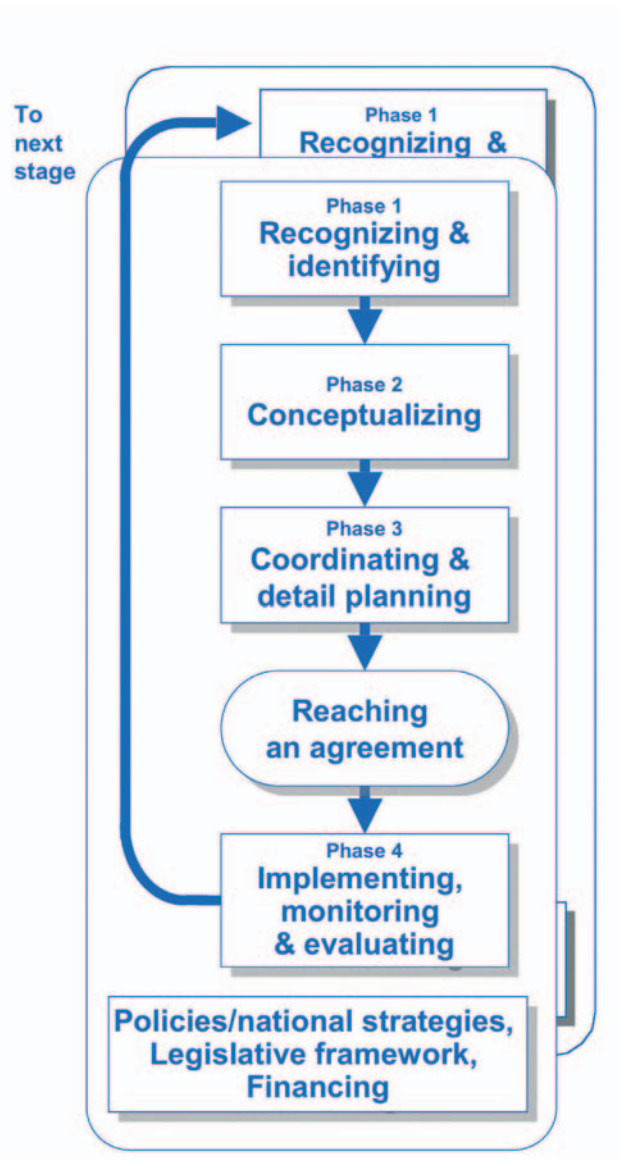 To
next
stage
Phase 1
Recognizing &
Phase 1
Recognizing &
identifying
Phase 2
Conceptualizing
Phase 3
Coordinating &
detail planning
Reaching
an agreement
Phase 4
Implementing,
monitoring
& evaluating
Policies/national strategies,
Legislative framework,
Financing